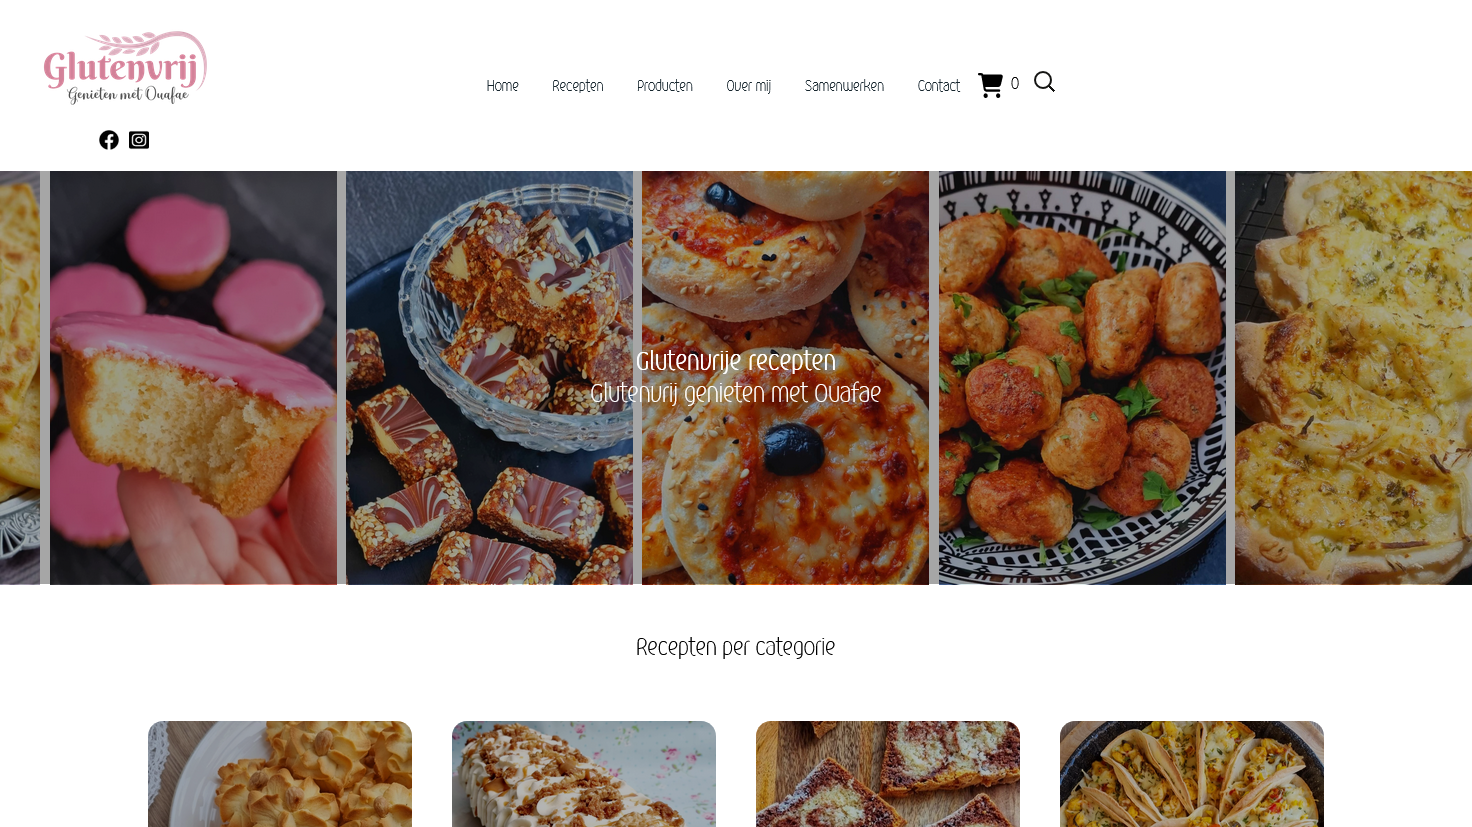 Glutenvrij
Genieten met Ouafae
Home
Recepten
Producten
Over mij
Samenwerken
Contact
0
Glutenvrije recepten
Glutenvrij genieten met Ouafae
Recepten per categorie